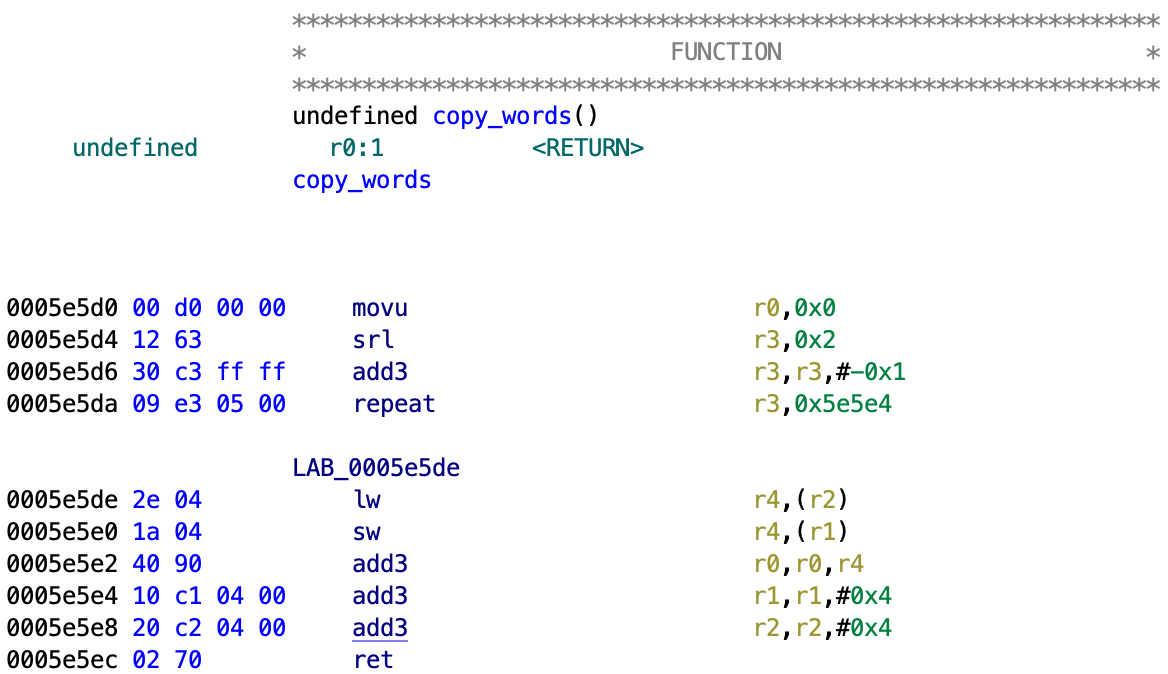 **************************************************************
* FUNCTION *
**************************************************************
undefined copy_words()
undefined r0:1 <RETURN>
copy_words
0005e5d0 00 d0 00 00 movu r0,0x0
0005e5d4 12 63 srl r3,0x2
0005e5d6 30 c3 ff ff add3 r3,r3,#-0x1
0005e5da 09 e3 05 00 repeat r3,0x5e5e4
LAB_0005e5de
0005e5de 2e 04 lw r4,(r2)
0005e5e0 1a 04 sw r4,(r1)
0005e5e2 40 90 add3 r0,r0,r4
0005e5e4 10 c1 04 00 add3 r1,r1,#0x4
0005e5e8 20 c2 04 00 add3 r2,r2,#0x4
0005e5ec 02 70 ret